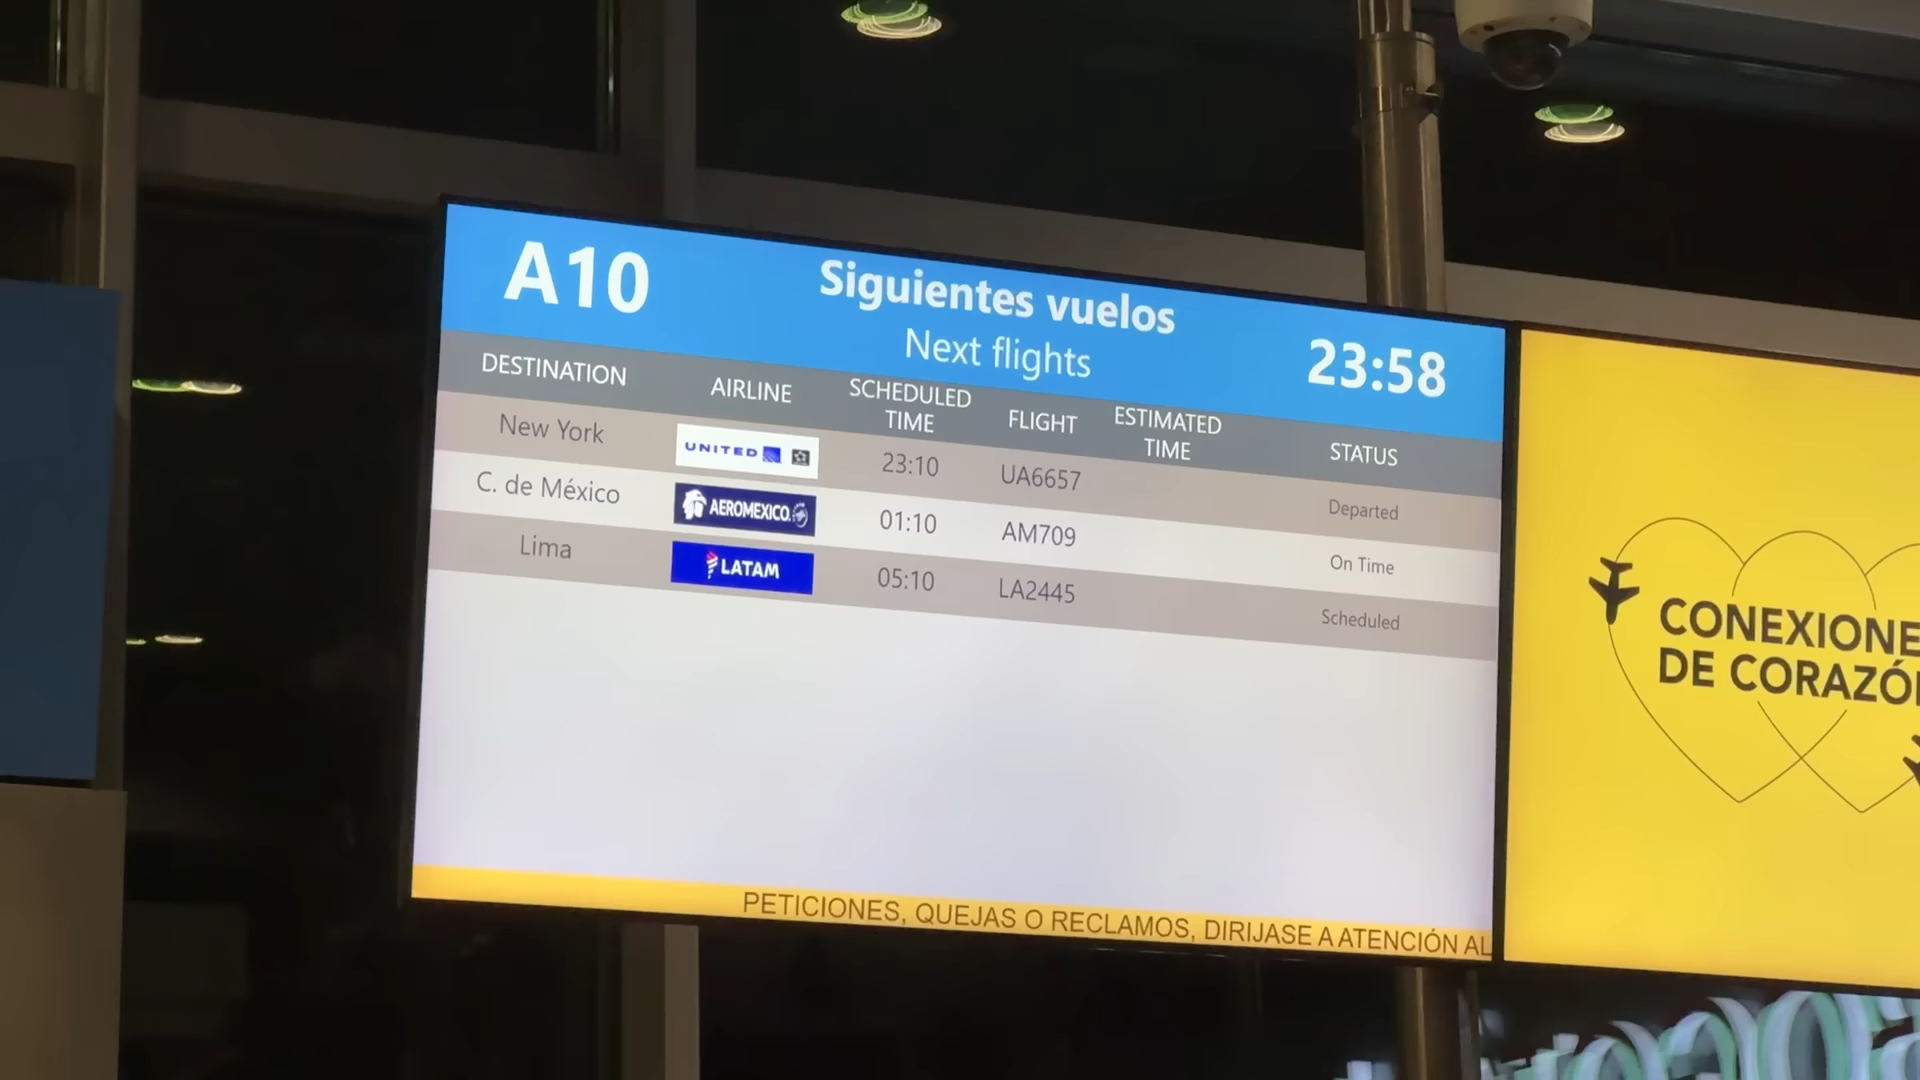 A10
Siguientes vuelos
Next flights
23:58
DESTINATION AIRLINE SCHEDULED TIME FLIGHT ESTIMATED TIME STATUS
New York UNITED 23:10 UA6657 Departed
C. de México AEROMEXICO. 01:10 AM709 On Time
Lima LATAM 05:10 LA2445 Scheduled
PETICIONES, QUEJAS O RECLAMOS, DIRIJASE A ATENCIÓN AL
CONEXIONE
DE CORAZÓ